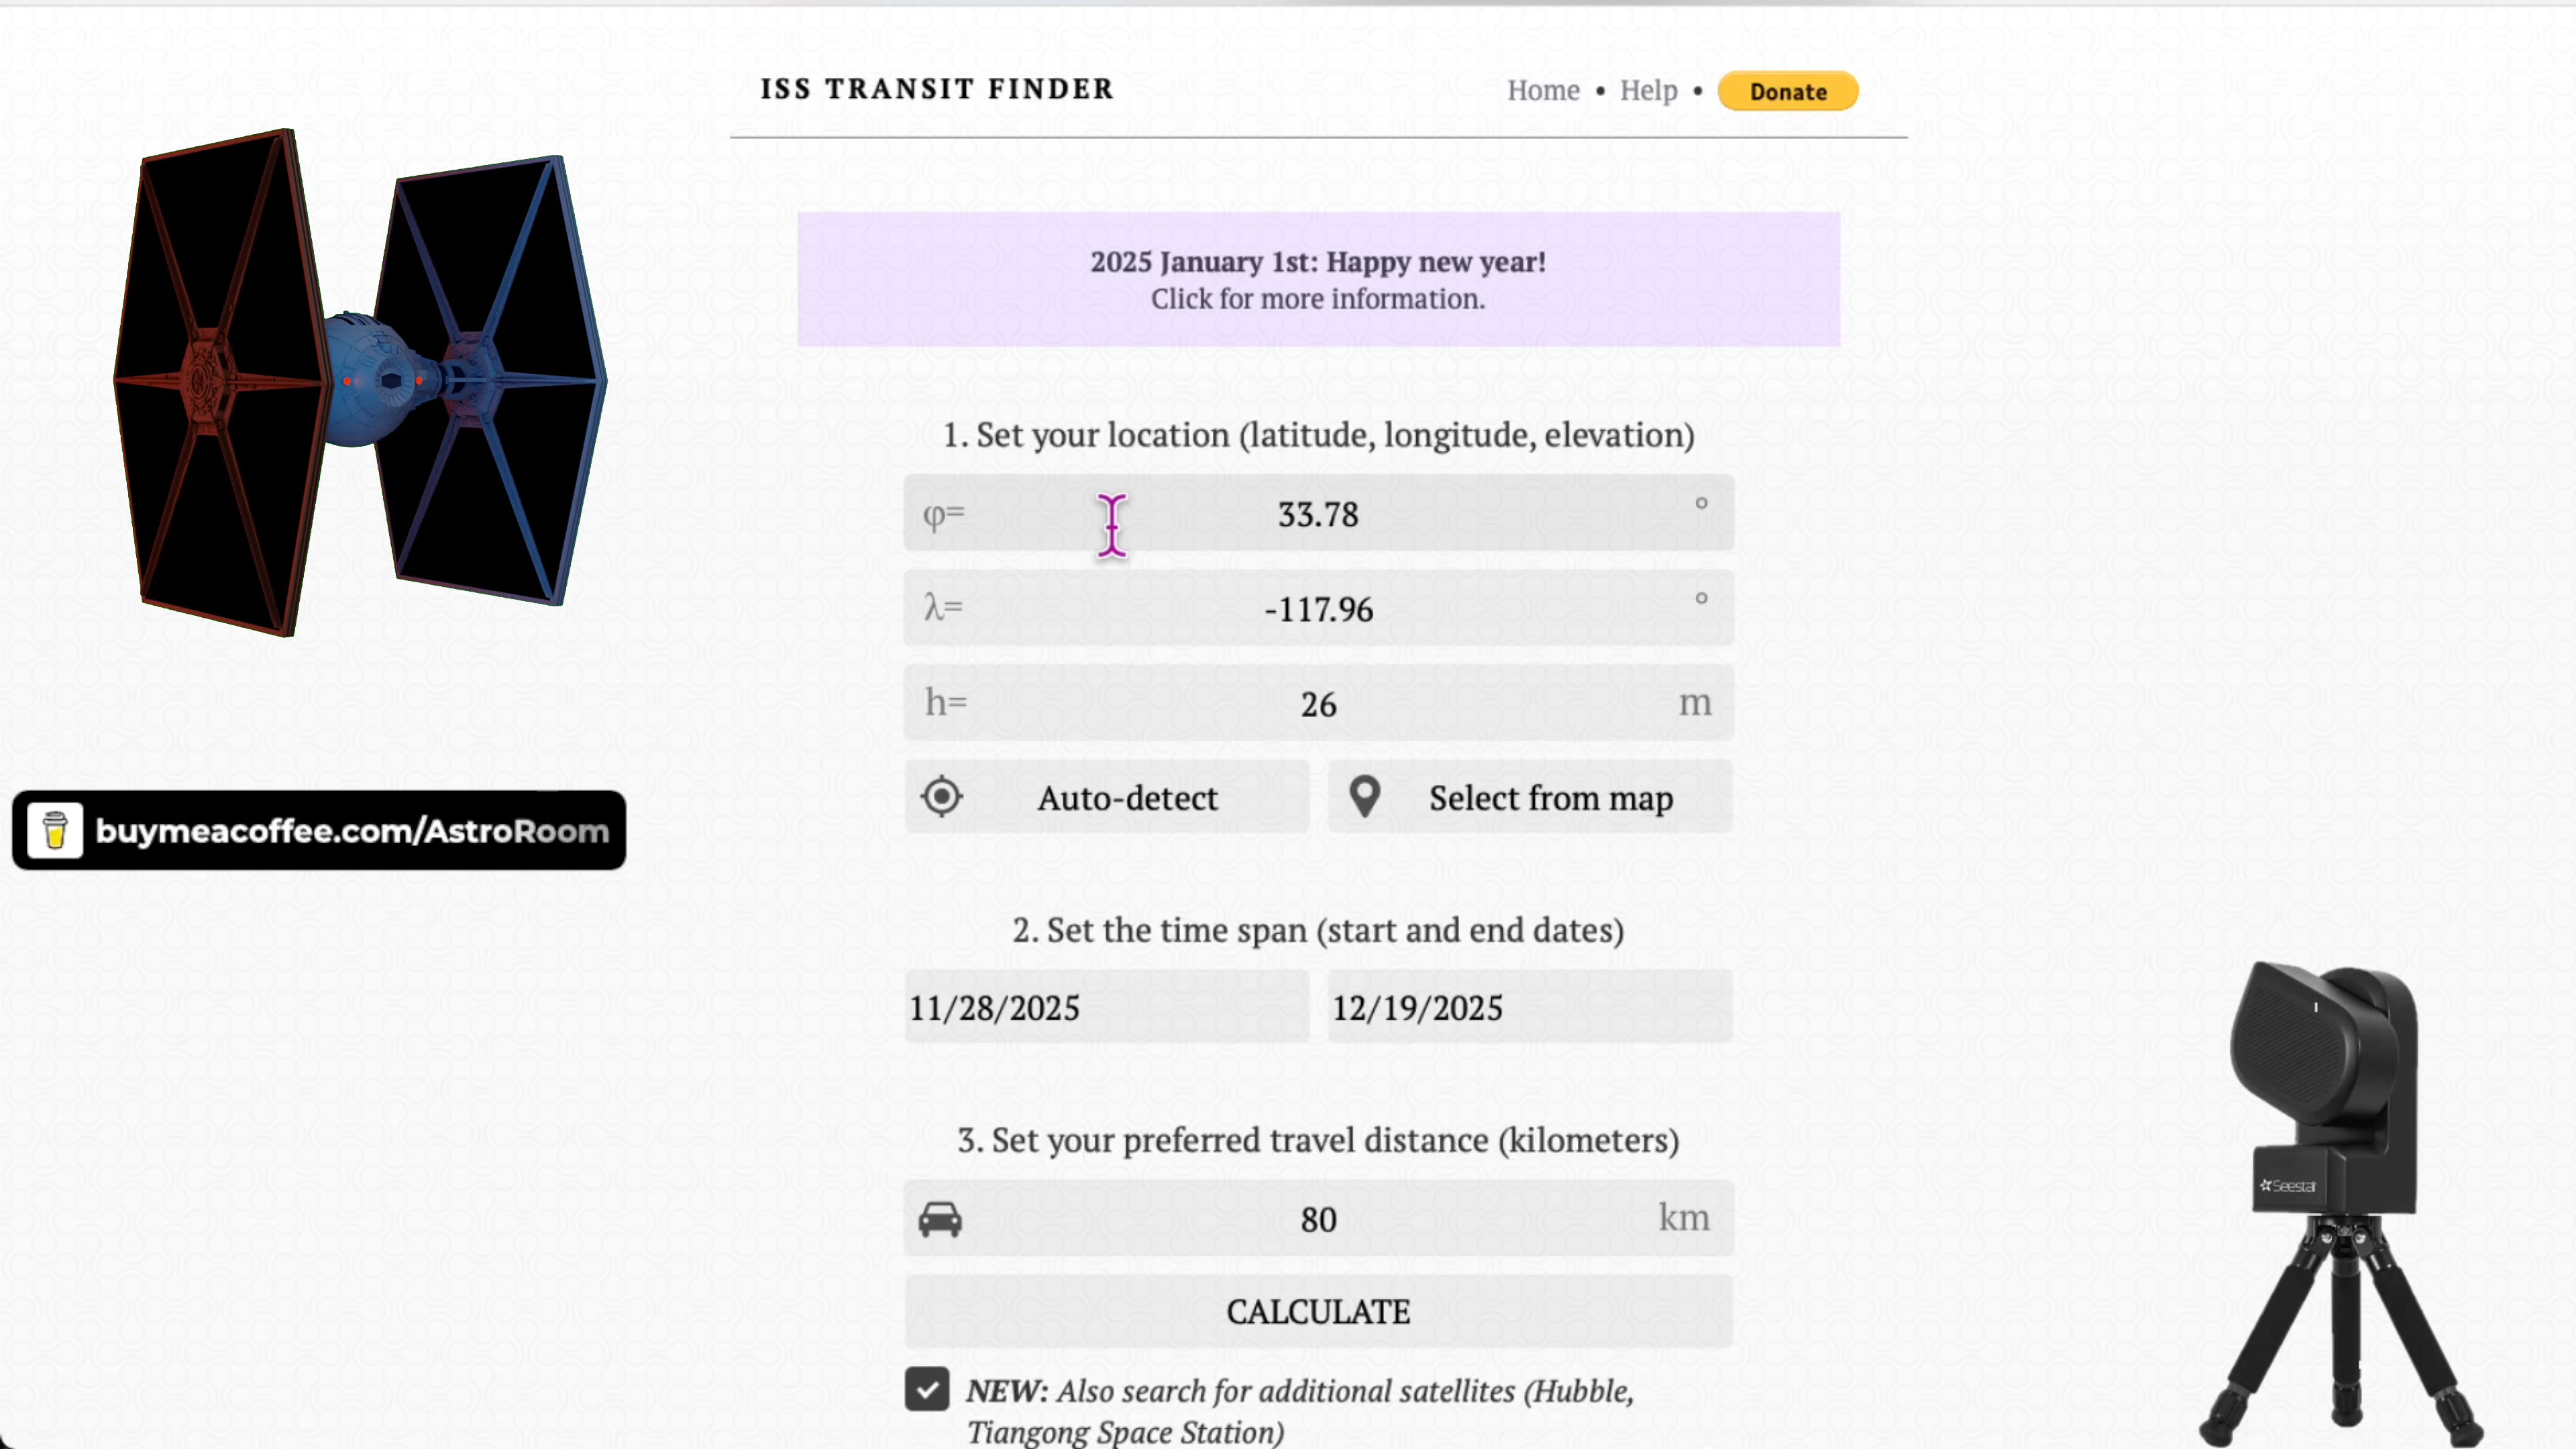 ISS TRANSIT FINDER
Home • Help • Donate
2025 January 1st: Happy new year!
Click for more information.
1. Set your location (latitude, longitude, elevation)
φ= 33.78 °
λ= -117.96 °
h= 26 m
Auto-detect Select from map
buymeacoffee.com/AstroRoom
2. Set the time span (start and end dates)
11/28/2025 12/19/2025
3. Set your preferred travel distance (kilometers)
80 km
Seestar
CALCULATE
NEW: Also search for additional satellites (Hubble,
Tiangong Space Station)